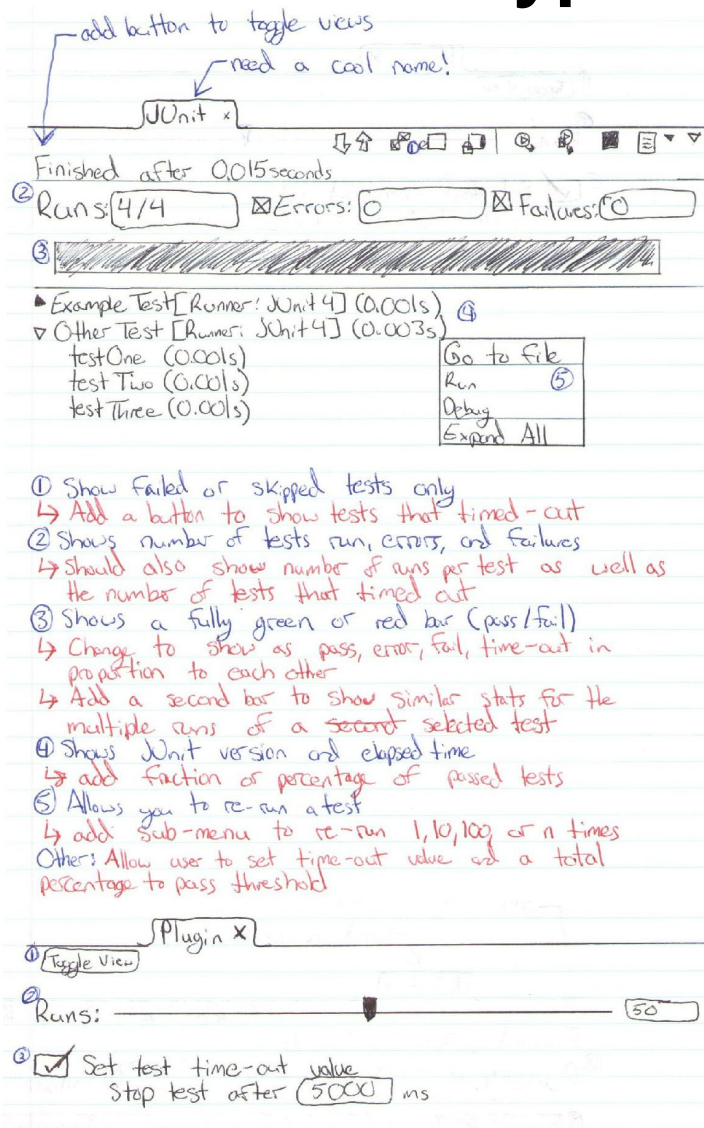 add button to toggle views
need a cool name!
JUnit x
Finished after 0.015 seconds
② Runs: 4/4 ☒ Errors: 0 ☒ Failures: 0
③
▶ Example Test [Runner: JUnit 4] (0.001s) ④
▽ Other Test [Runner: JUnit 4] (0.003s)
testOne (0.001s)
testTwo (0.001s)
testThree (0.001s)
Go to file
Run ⑤
Debug
Expand All
① Show failed or skipped tests only
↳ Add a button to show tests that timed-out
② Shows number of tests run, errors, and failures
↳ Should also show number of runs per test as well as
the number of tests that timed out
③ Shows a fully green or red bar (pass/fail)
↳ Change to show as pass, error, fail, time-out in
proportion to each other
↳ Add a second bar to show similar stats for the
multiple runs of a second selected test
④ Shows JUnit version and elapsed time
↳ add fraction or percentage of passed tests
⑤ Allows you to re-run a test
↳ add sub-menu to re-run 1, 10, 100, or n times
Other: Allow user to set time-out value and a total
percentage to pass threshold
Plugin x
① Toggle View
② Runs: 50
③ ☑ Set test time-out value
Stop test after 5000 ms